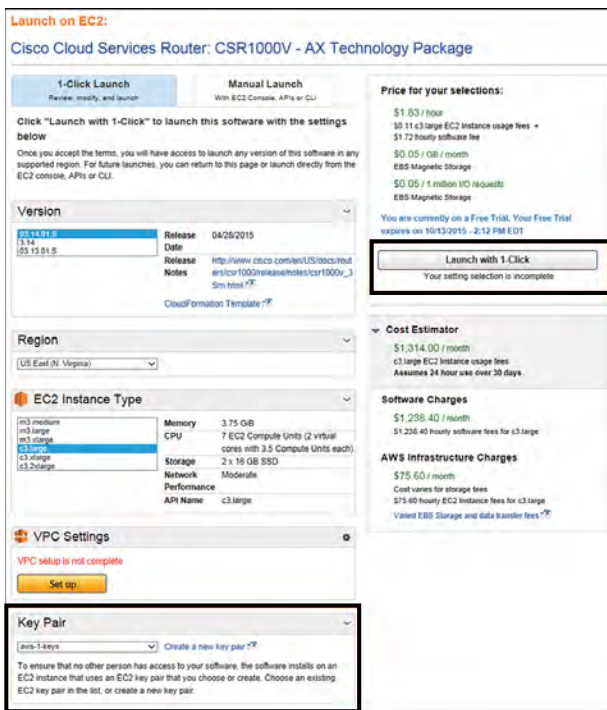 Launch on EC2:
Cisco Cloud Services Router: CSR1000V - AX Technology Package
1-Click Launch
Review, modify, and launch
Manual Launch
With EC2 Console, APIs or CLI
Click "Launch with 1-Click" to launch this software with the settings
below
Once you accept the terms, you will have access to launch any version of this software in any
supported region. For future launches, you can return to this page or launch directly from the
EC2 console, APIs or CLI.
Version
03.14.01.S
3.14
03.13.01.S
Release Date 04/28/2015
Release Notes http://www.cisco.com/en/US/docs/rout
ers/csr1000/release/notes/csr1000v_3
Srn.html
CloudFormation Template
Region
US East (N. Virginia)
EC2 Instance Type
m3.medium
m3.large
m3.xlarge
c3.large
c3.xlarge
c3.2xlarge
Memory 3.75 GiB
CPU 7 EC2 Compute Units (2 virtual
cores with 3.5 Compute Units each)
Storage 2 x 16 GB SSD
Network Performance Moderate
API Name c3.large
VPC Settings
VPC setup is not complete
Set up
Key Pair
avis-1-keys
Create a new key pair
To ensure that no other person has access to your software, the software installs on an
EC2 instance that uses an EC2 key pair that you choose or create. Choose an existing
EC2 key pair in the list, or create a new key pair.
Price for your selections:
$1.83 / hour
$0.11 c3.large EC2 Instance usage fees +
$1.72 hourly software fee
$0.05 / GB / month
EBS Magnetic Storage
$0.05 / 1 million I/O requests
EBS Magnetic Storage
You are currently on a Free Trial. Your Free Trial
expires on 10/13/2015 - 2:12 PM EDT
Launch with 1-Click
Your setting selection is incomplete
Cost Estimator
$1,314.00 / month
c3.large EC2 Instance usage fees
Assumes 24 hour use over 30 days
Software Charges
$1,238.40 / month
$1,238.40 hourly software fees for c3.large
AWS Infrastructure Charges
$75.60 / month
Cost varies for storage fees
$75.60 hourly EC2 Instance fees for c3.large
Varied EBS Storage and data transfer fees